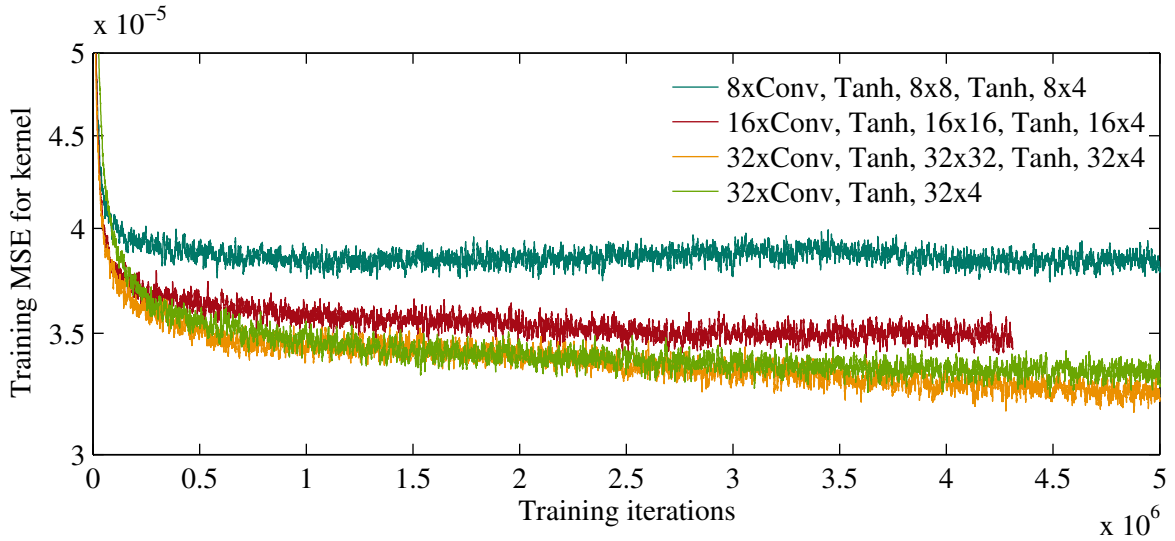 x 10⁻⁵
5
4.5
4
3.5
3
Training MSE for kernel
8xConv, Tanh, 8x8, Tanh, 8x4
16xConv, Tanh, 16x16, Tanh, 16x4
32xConv, Tanh, 32x32, Tanh, 32x4
32xConv, Tanh, 32x4
0 0.5 1 1.5 2 2.5 3 3.5 4 4.5 5
Training iterations
x 10⁶